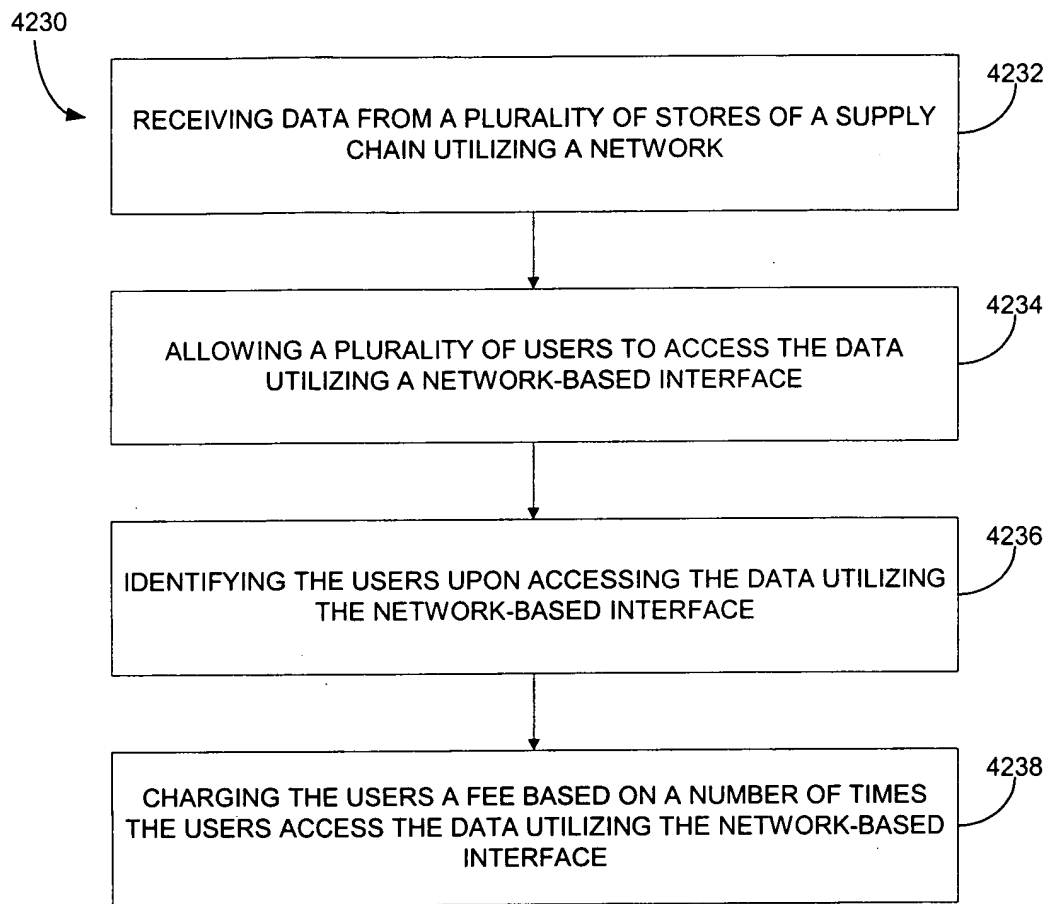 4230
4232
RECEIVING DATA FROM A PLURALITY OF STORES OF A SUPPLY
CHAIN UTILIZING A NETWORK
4234
ALLOWING A PLURALITY OF USERS TO ACCESS THE DATA
UTILIZING A NETWORK-BASED INTERFACE
4236
IDENTIFYING THE USERS UPON ACCESSING THE DATA UTILIZING
THE NETWORK-BASED INTERFACE
4238
CHARGING THE USERS A FEE BASED ON A NUMBER OF TIMES
THE USERS ACCESS THE DATA UTILIZING THE NETWORK-BASED
INTERFACE